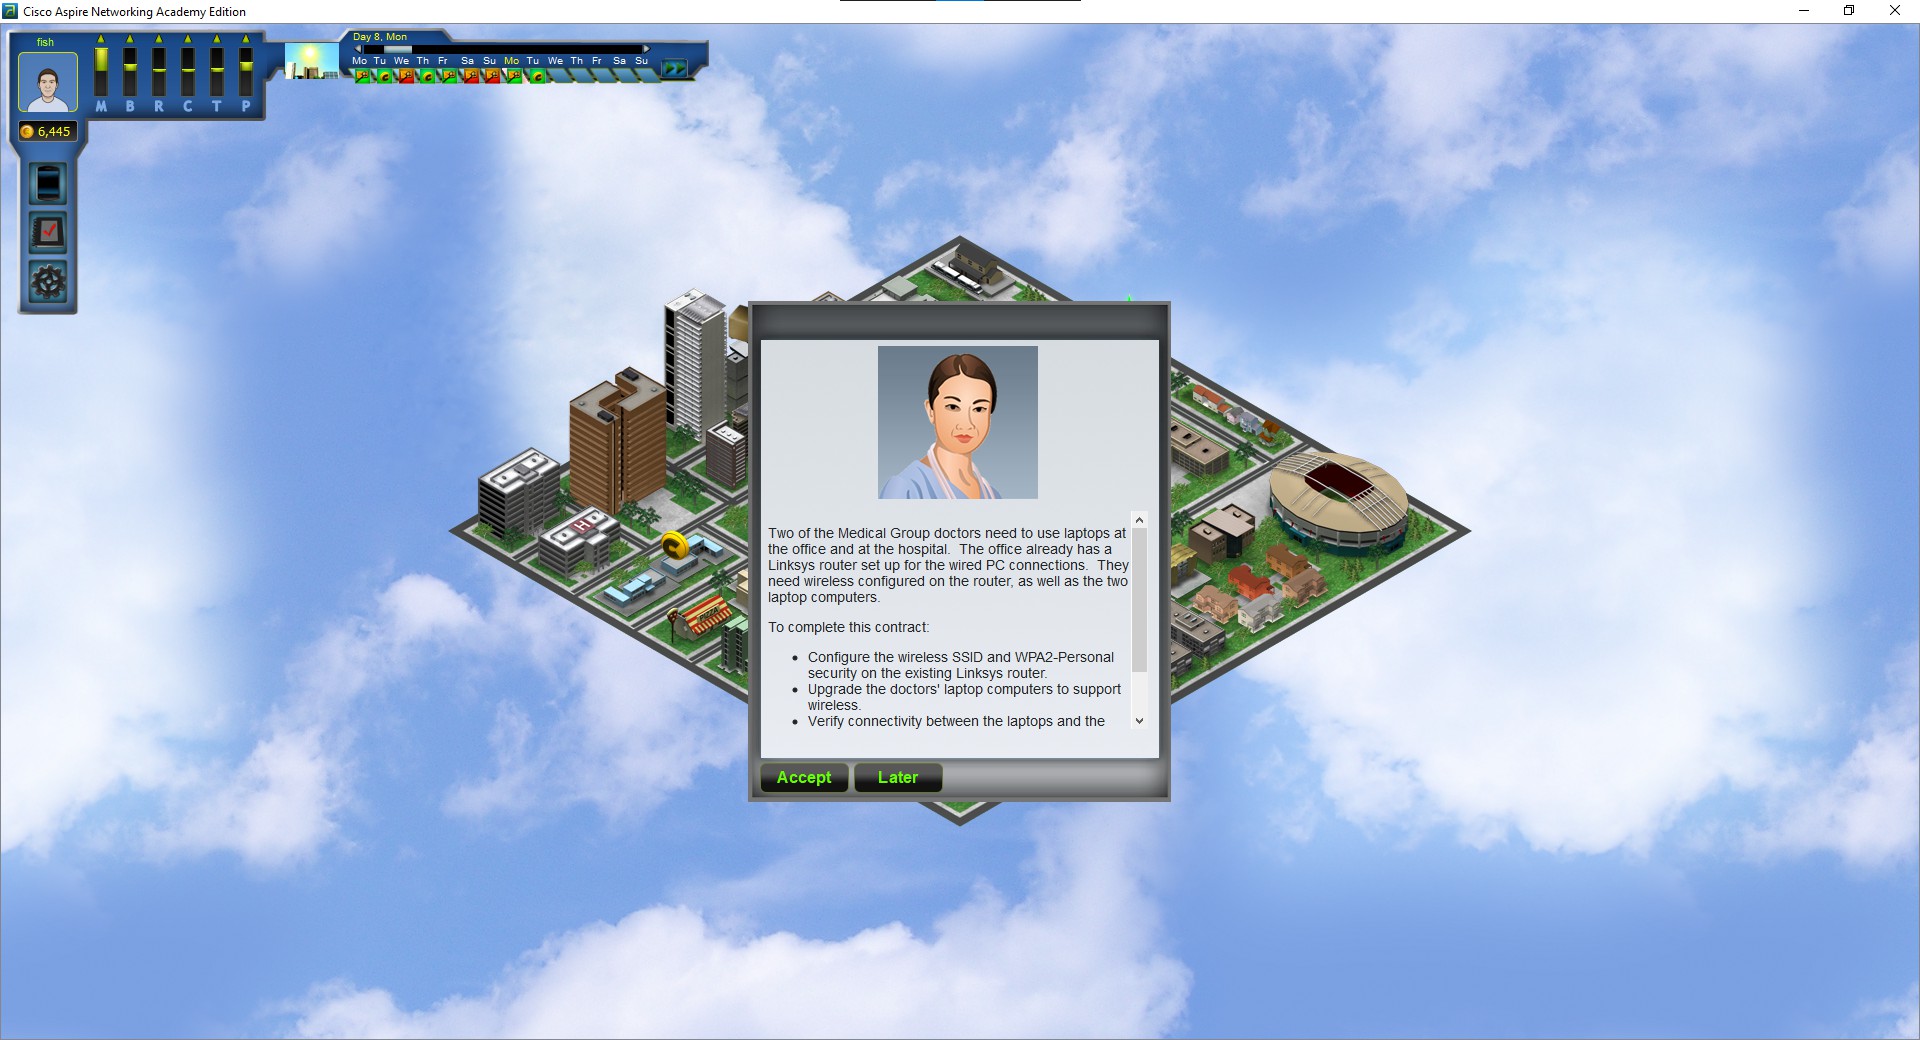 Cisco Aspire Networking Academy Edition
fish
M B R C T P
6,445
Day 8, Mon
Mo Tu We Th Fr Sa Su Mo Tu We Th Fr Sa Su
H
PIZZA
Two of the Medical Group doctors need to use laptops at
the office and at the hospital. The office already has a
Linksys router set up for the wired PC connections. They
need wireless configured on the router, as well as the two
laptop computers.
To complete this contract:
• Configure the wireless SSID and WPA2-Personal
security on the existing Linksys router.
• Upgrade the doctors' laptop computers to support
wireless.
• Verify connectivity between the laptops and the
Accept Later